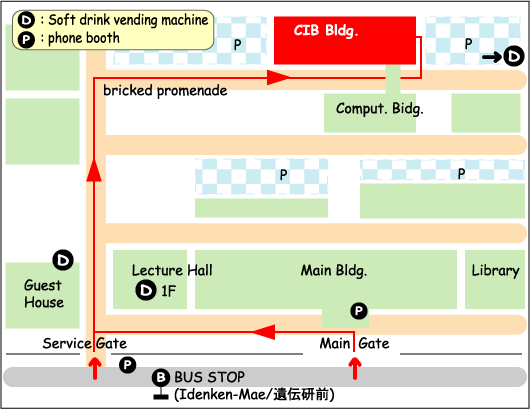 D : Soft drink vending machine
P : phone booth
CIB Bldg.
P
P
D
bricked promenade
Comput. Bidg.
P
P
D
Lecture Hall
D 1F
Main Bldg.
Library
Guest
House
P
Service Gate
Main Gate
P
B BUS STOP
(Idenken-Mae/遺伝研前)